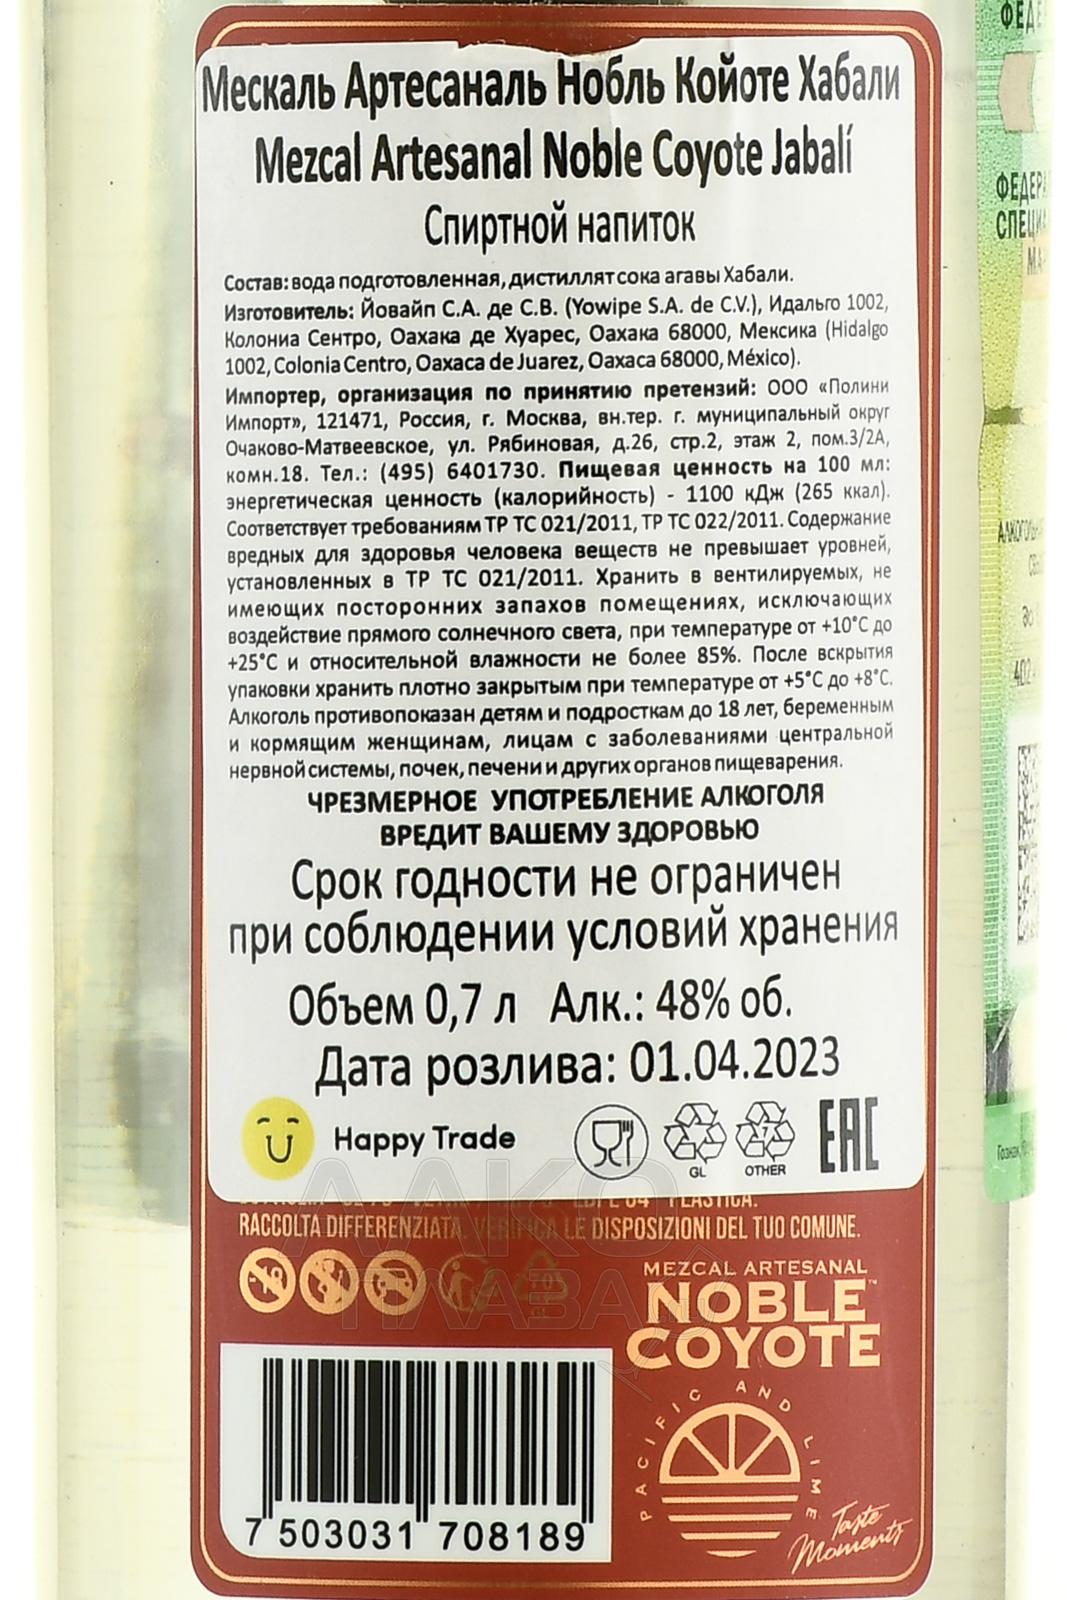 Мескаль Артесаналь Нобль Койоте Хабали
Mezcal Artesanal Noble Coyote Jabalí
Спиртной напиток
Состав: вода подготовленная, дистиллят сока агавы Хабали.
Изготовитель: Йовайп С.А. де С.В. (Yowipe S.A. de C.V.), Идальго 1002,
Колониа Сентро, Оахака де Хуарес, Оахака 68000, Мексика (Hidalgo
1002, Colonia Centro, Oaxaca de Juarez, Oaxaca 68000, México).
Импортер, организация по принятию претензий: ООО «Полини
Импорт», 121471, Россия, г. Москва, вн.тер. г. муниципальный округ
Очаково-Матвеевское, ул. Рябиновая, д.26, стр.2, этаж 2, пом.3/2А,
комн.18. Тел.: (495) 6401730. Пищевая ценность на 100 мл:
энергетическая ценность (калорийность) - 1100 кДж (265 ккал).
Соответствует требованиям ТР ТС 021/2011, ТР ТС 022/2011. Содержание
вредных для здоровья человека веществ не превышает уровней,
установленных в ТР ТС 021/2011. Хранить в вентилируемых, не
имеющих посторонних запахов помещениях, исключающих
воздействие прямого солнечного света, при температуре от +10°С до
+25°С и относительной влажности не более 85%. После вскрытия
упаковки хранить плотно закрытым при температуре от +5°С до +8°С.
Алкоголь противопоказан детям и подросткам до 18 лет, беременным
и кормящим женщинам, лицам с заболеваниями центральной
нервной системы, почек, печени и других органов пищеварения.
ЧРЕЗМЕРНОЕ УПОТРЕБЛЕНИЕ АЛКОГОЛЯ
ВРЕДИТ ВАШЕМУ ЗДОРОВЬЮ
Срок годности не ограничен
при соблюдении условий хранения
Объем 0,7 л Алк.: 48% об.
Дата розлива: 01.04.2023
Happy Trade
GL
7
OTHER
EAC
PLASTICA.
RACCOLTA DIFFERENZIATA. VERIFICA LE DISPOSIZIONI DEL TUO COMUNE.
MEZCAL ARTESANAL
NOBLE™
COYOTE
PACIFIC AND LIME
Taste
Moments
7 503031 708189